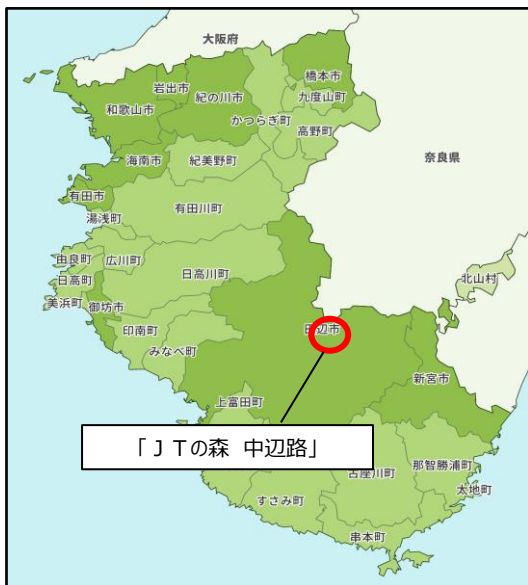 大阪府
橋本市
岩出市
紀の川市
九度山町
和歌山市
かつらぎ町
高野町
海南市
紀美野町
奈良県
有田市
有田川町
湯浅町
由良町
広川町
日高川町
北山村
日高町
美浜町
御坊市
印南町
田辺市
みなべ町
新宮市
上富田町
「ＪＴの森 中辺路」
古座川町
那智勝浦町
太地町
すさみ町
串本町